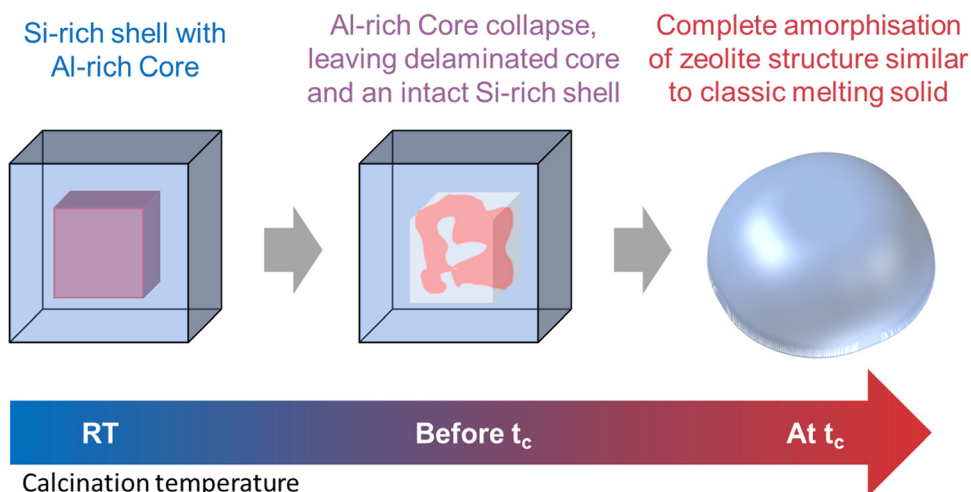 Si-rich shell with
Al-rich Core
Al-rich Core collapse,
leaving delaminated core
and an intact Si-rich shell
Complete amorphisation
of zeolite structure similar
to classic melting solid
RT
Before tc
At tc
Calcination temperature